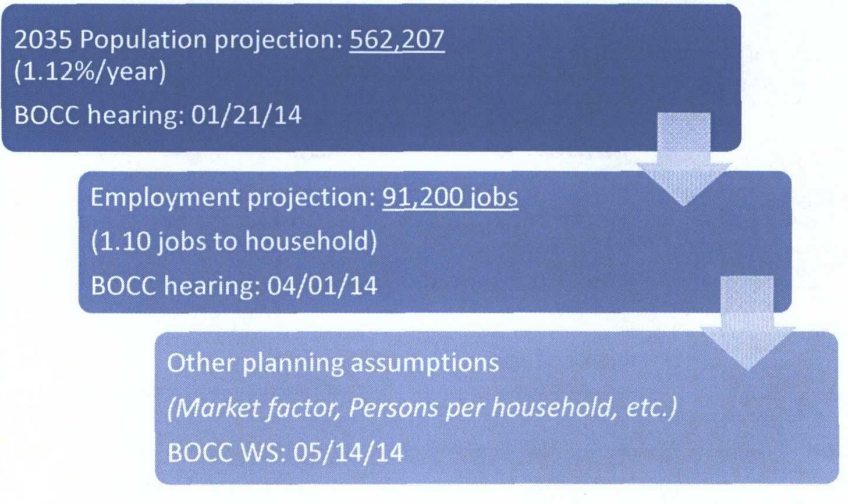 2035 Population projection: 562,207
(1.12%/year)
BOCC hearing: 01/21/14
Employment projection: 91,200 jobs
(1.10 jobs to household)
BOCC hearing: 04/01/14
Other planning assumptions
(Market factor, Persons per household, etc.)
BOCC WS: 05/14/14